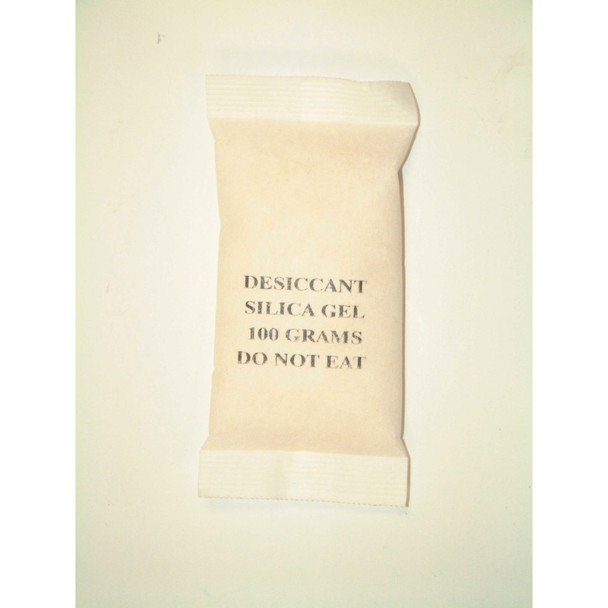 DESICCANT
SILICA GEL
100 GRAMS
DO NOT EAT